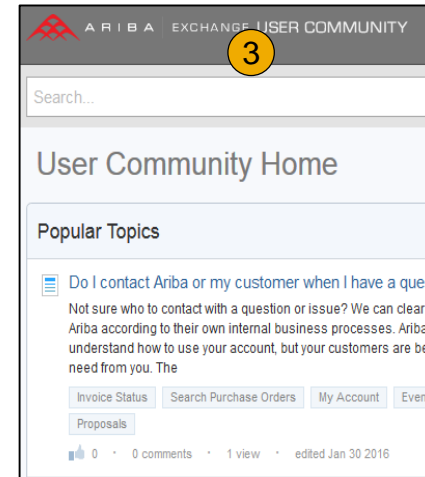 ARIBA EXCHANGE USER COMMUNITY
3
Search...
User Community Home
Popular Topics
Do I contact Ariba or my customer when I have a que
Not sure who to contact with a question or issue? We can clear
Ariba according to their own internal business processes. Ariba
understand how to use your account, but your customers are be
need from you. The
Invoice Status Search Purchase Orders My Account Even
Proposals
0 · 0 comments · 1 view · edited Jan 30 2016